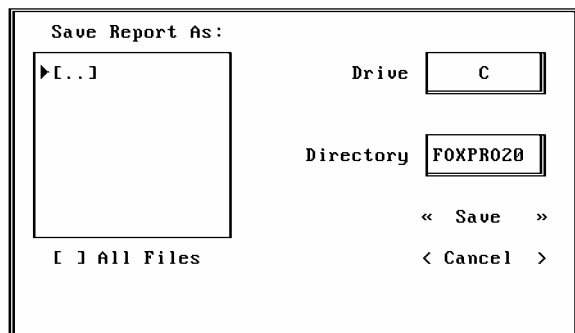 Save Report As:
[..]
Drive C
Directory FOXPRO20
« Save »
[ ] All Files
< Cancel >